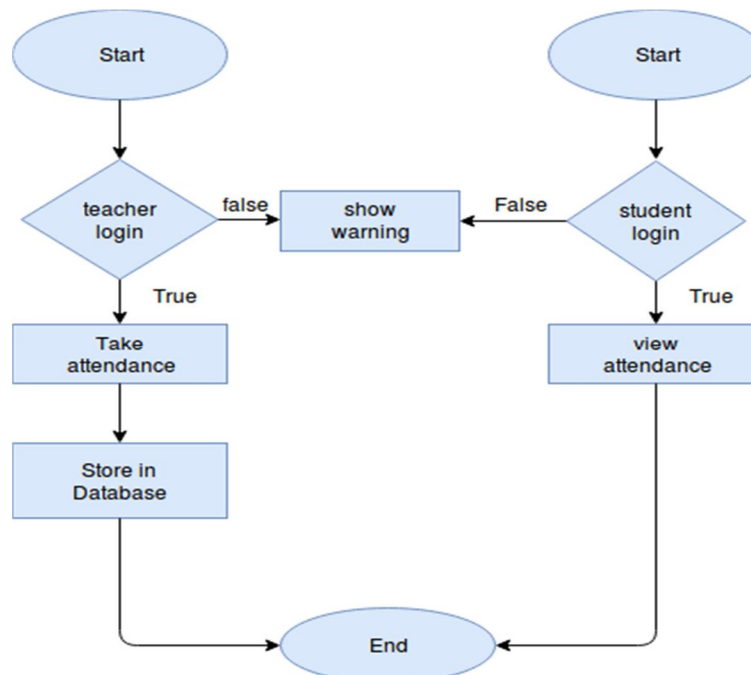 Start
Start
teacher
login
false
show
warning
False
student
login
True
True
Take
attendance
view
attendance
Store in
Database
End